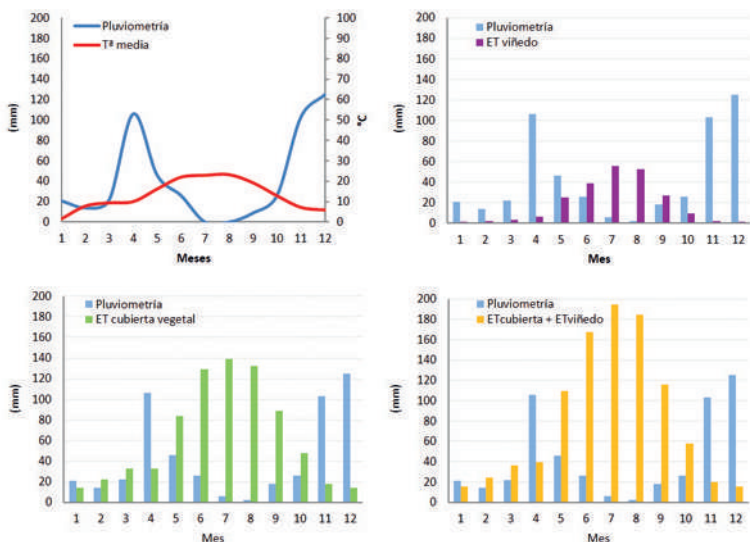 Pluviometría
Tª media
(mm)
200
180
160
140
120
100
80
60
40
20
0
100
90
80
70
60
50
40
30
20
10
0
°C
1 2 3 4 5 6 7 8 9 10 11 12
Meses
Pluviometría
ET viñedo
(mm)
200
180
160
140
120
100
80
60
40
20
0
1 2 3 4 5 6 7 8 9 10 11 12
Mes
Pluviometría
ET cubierta vegetal
(mm)
200
180
160
140
120
100
80
60
40
20
0
1 2 3 4 5 6 7 8 9 10 11 12
Mes
Pluviometría
ETcubierta + ETviñedo
(mm)
200
180
160
140
120
100
80
60
40
20
0
1 2 3 4 5 6 7 8 9 10 11 12
Mes